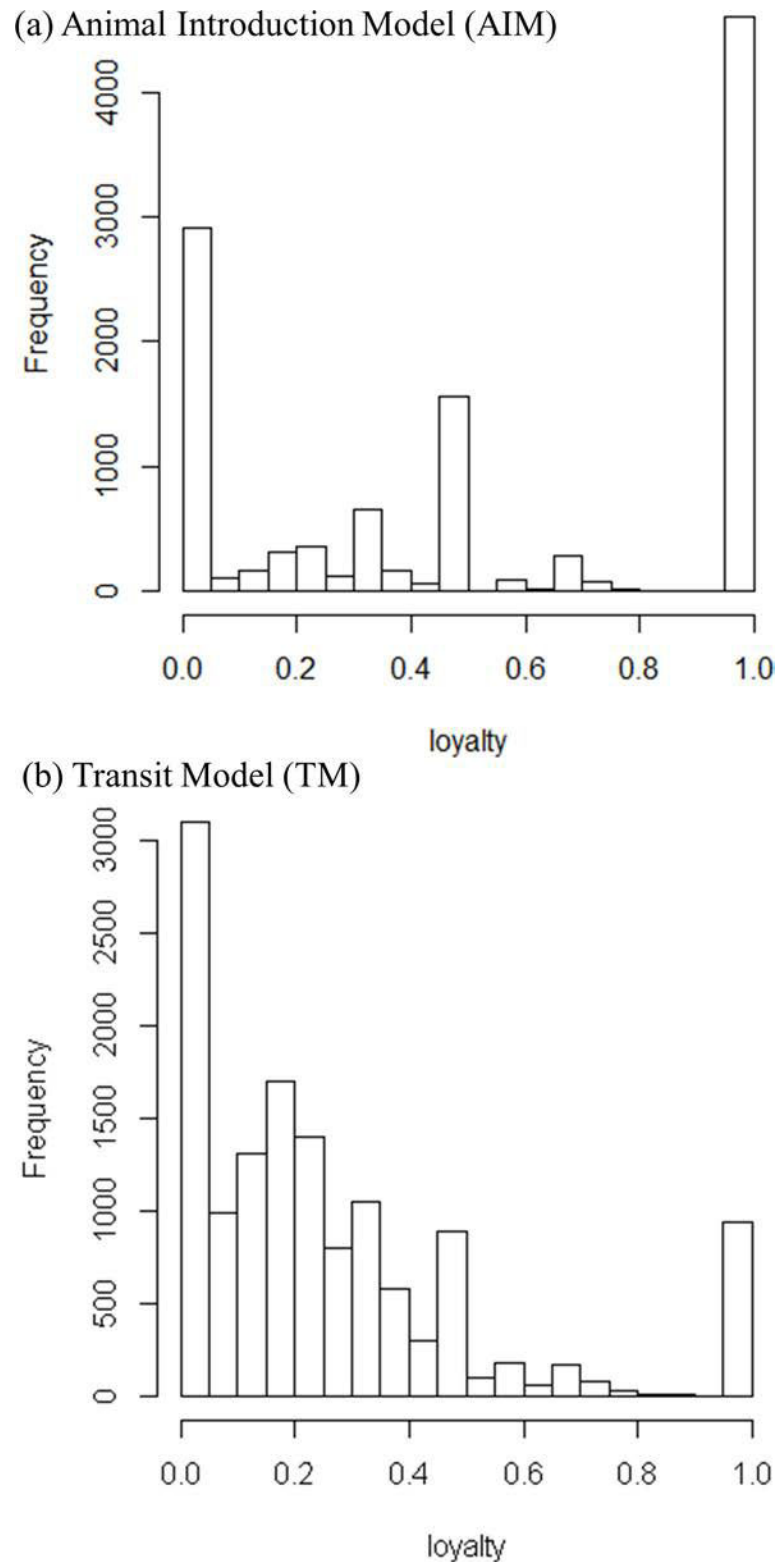 (a) Animal Introduction Model (AIM)
Frequency
4000
3000
2000
1000
0
0.0 0.2 0.4 0.6 0.8 1.0
loyalty
(b) Transit Model (TM)
Frequency
3000
2500
2000
1500
1000
500
0
0.0 0.2 0.4 0.6 0.8 1.0
loyalty